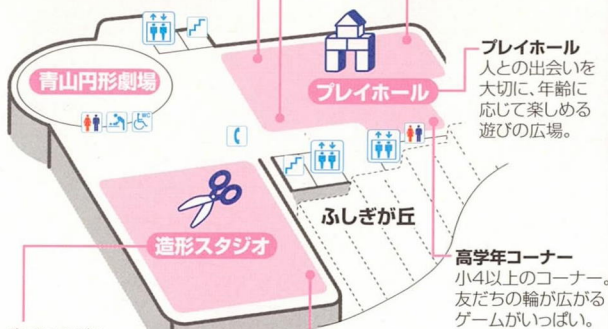 青山円形劇場
プレイホール
プレイホール
人との出会いを
大切に、年齢に
応じて楽しめる
遊びの広場。
WC
ふしぎが丘
造形スタジオ
高学年コーナー
小4以上のコーナー。
友だちの輪が広がる
ゲームがいっぱい。